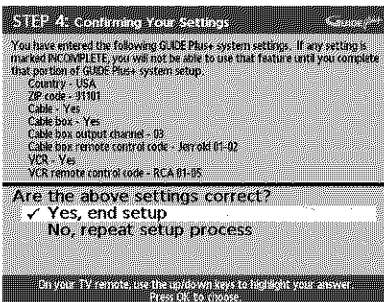 STEP 4: Confirming Your Settings
GUIDE Plus+
You have entered the following GUIDE Plus+ system settings. If any setting is
marked INCOMPLETE, you will not be able to use that feature until you complete
that portion of GUIDE Plus+ system setup.
Country - USA
ZIP code - 91101
Cable - Yes
Cable box - Yes
Cable box output channel - 03
Cable box remote control code - Jerrold 01-02
VCR - Yes
VCR remote control code - RCA 01-05
Are the above settings correct?
✓ Yes, end setup
No, repeat setup process
On your TV remote, use the up/down keys to highlight your answer.
Press OK to choose.